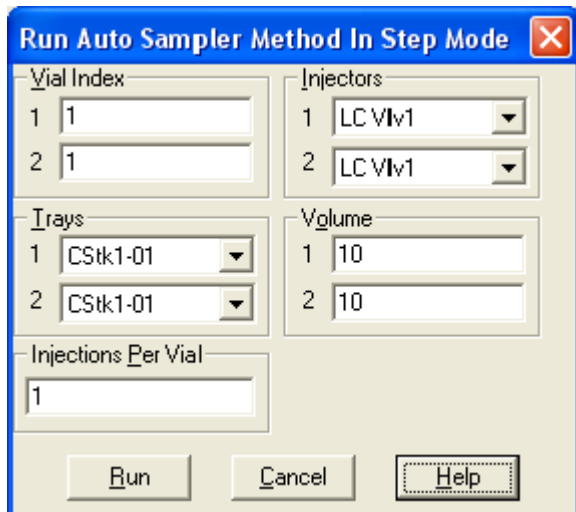 Run Auto Sampler Method In Step Mode
Vial Index
1 1
2 1
Injectors
1 LC Vlv1
2 LC Vlv1
Trays
1 CStk1-01
2 CStk1-01
Volume
1 10
2 10
Injections Per Vial
1
Run Cancel Help